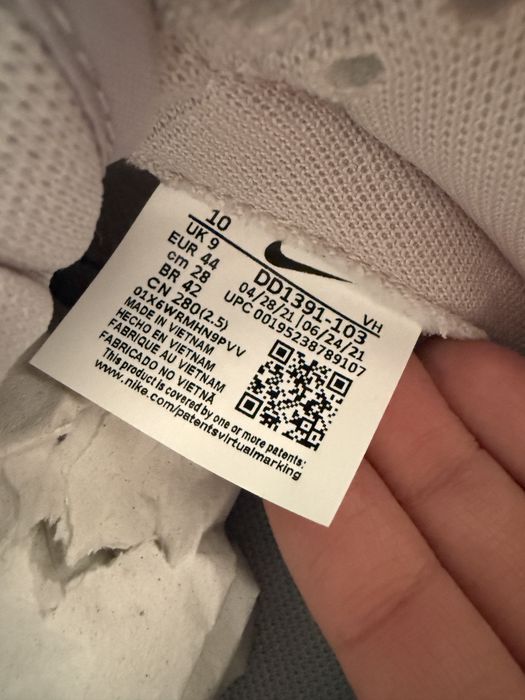 10
UK 9
EUR 44
cm 28
BR 42
CN 280(2.5)
01X6WRMHN9PVV
MADE IN VIETNAM
HECHO EN VIETNAM
FABRIQUE AU VIETNAM
FABRICADO NO VIETNÃ
This product is covered by one or more patents:
www.nike.com/patentsvirtualmarking
DD1391-103 VH
04/28/21|06/24/21
UPC 00195238789107